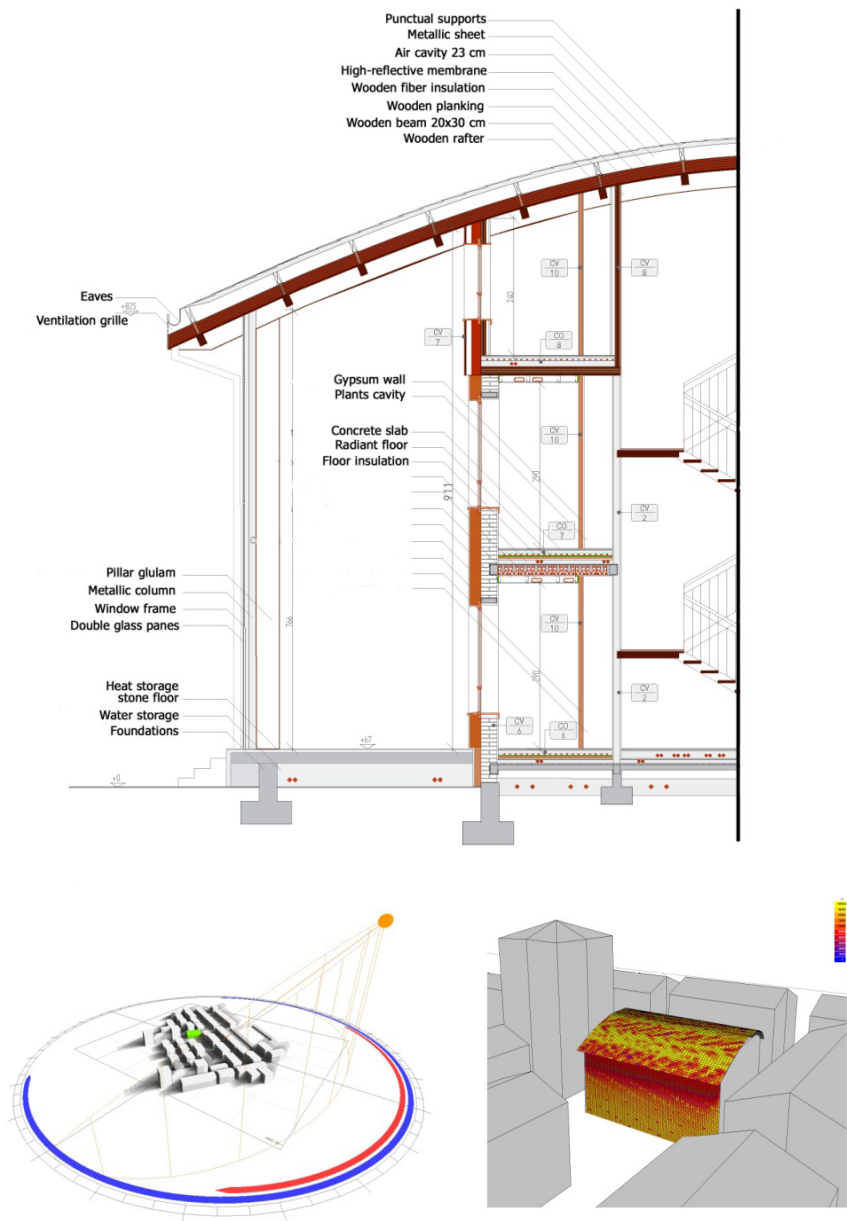 Punctual supports
Metallic sheet
Air cavity 23 cm
High-reflective membrane
Wooden fiber insulation
Wooden planking
Wooden beam 20x30 cm
Wooden rafter
Eaves
+825
Ventilation grille
CV
10
CV
8
240
CV
7
CO
8
Gypsum wall
Plants cavity
Concrete slab
Radiant floor
Floor insulation
CV
10
290
911
CV
2
CO
7
Pillar glulam
Metallic column
Window frame
Double glass panes
766
CV
10
290
Heat storage
stone floor
Water storage
Foundations
CV
2
+67
CV
6
CO
6
+0